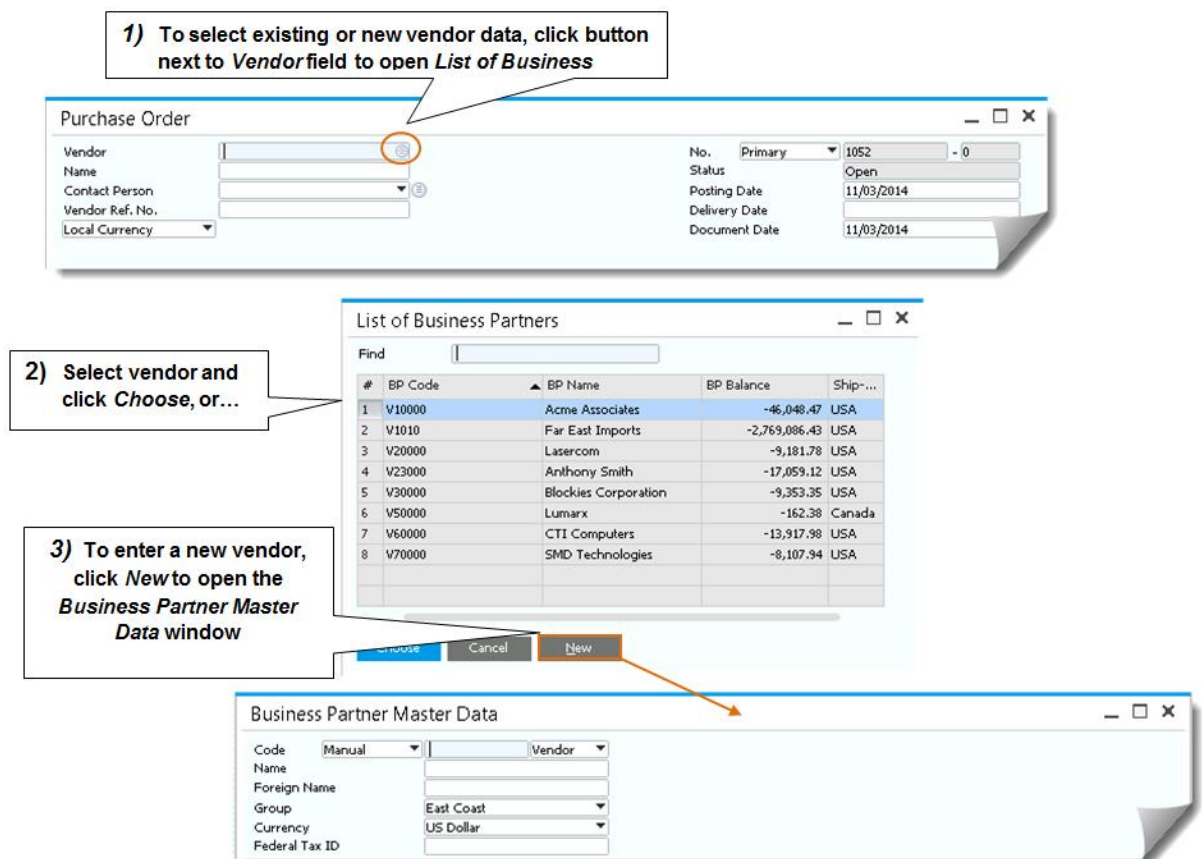 1) To select existing or new vendor data, click button
next to Vendor field to open List of Business
Purchase Order
Vendor
Name
Contact Person
Vendor Ref. No.
Local Currency
No. Primary 1052 - 0
Status Open
Posting Date 11/03/2014
Delivery Date
Document Date 11/03/2014
2) Select vendor and
click Choose, or...
List of Business Partners
Find
# BP Code BP Name BP Balance Ship-...
1 V10000 Acme Associates -46,048.47 USA
2 V1010 Far East Imports -2,769,086.43 USA
3 V20000 Lasercom -9,181.78 USA
4 V23000 Anthony Smith -17,059.12 USA
5 V30000 Blockies Corporation -9,353.35 USA
6 V50000 Lumarx -162.38 Canada
7 V60000 CTI Computers -13,917.98 USA
8 V70000 SMD Technologies -8,107.94 USA
Choose Cancel New
3) To enter a new vendor,
click New to open the
Business Partner Master
Data window
Business Partner Master Data
Code Manual Vendor
Name
Foreign Name
Group East Coast
Currency US Dollar
Federal Tax ID